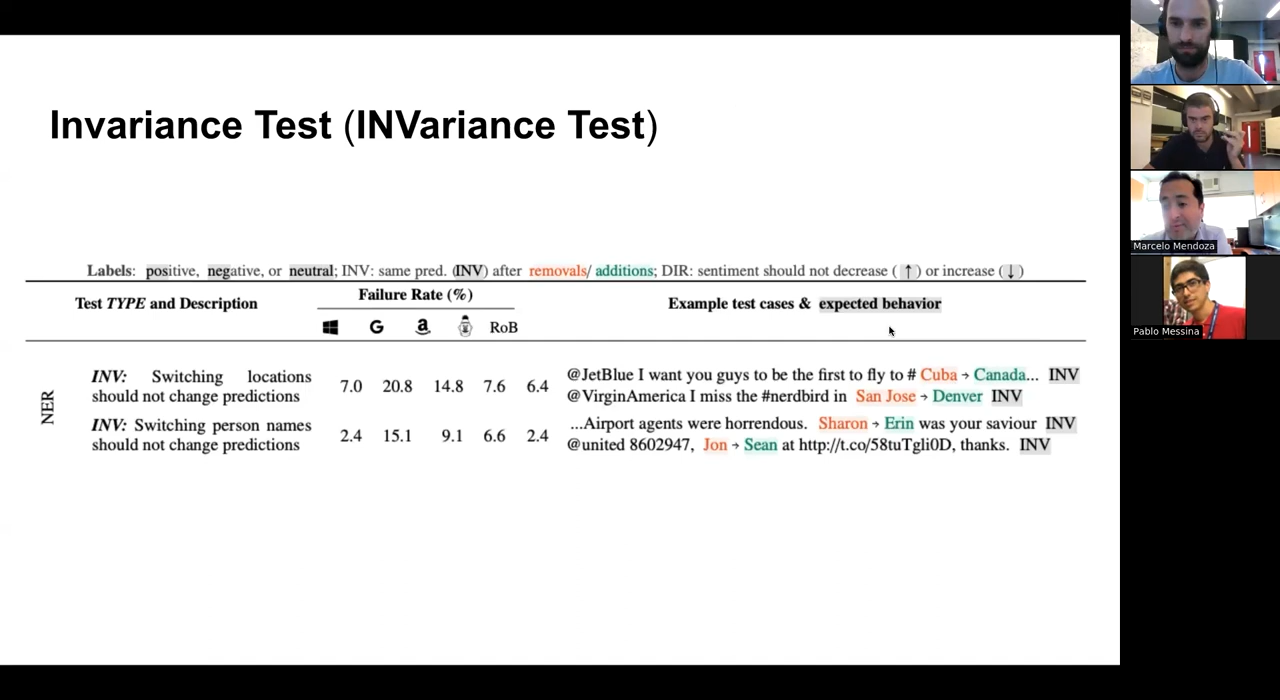 Invariance Test (INVariance Test)
Labels: positive, negative, or neutral; INV: same pred. (INV) after removals/ additions; DIR: sentiment should not decrease ( ↑ ) or increase ( ↓ )
Test TYPE and Description
Failure Rate (%)
Example test cases & expected behavior
G a RoB
NER
INV: Switching locations
should not change predictions
7.0 20.8 14.8 7.6 6.4
@JetBlue I want you guys to be the first to fly to # Cuba → Canada... INV
@VirginAmerica I miss the #nerdbird in San Jose → Denver INV
INV: Switching person names
should not change predictions
2.4 15.1 9.1 6.6 2.4
...Airport agents were horrendous. Sharon → Erin was your saviour INV
@united 8602947, Jon → Sean at http://t.co/58tuTgli0D, thanks. INV
Marcelo Mendoza
Pablo Messina